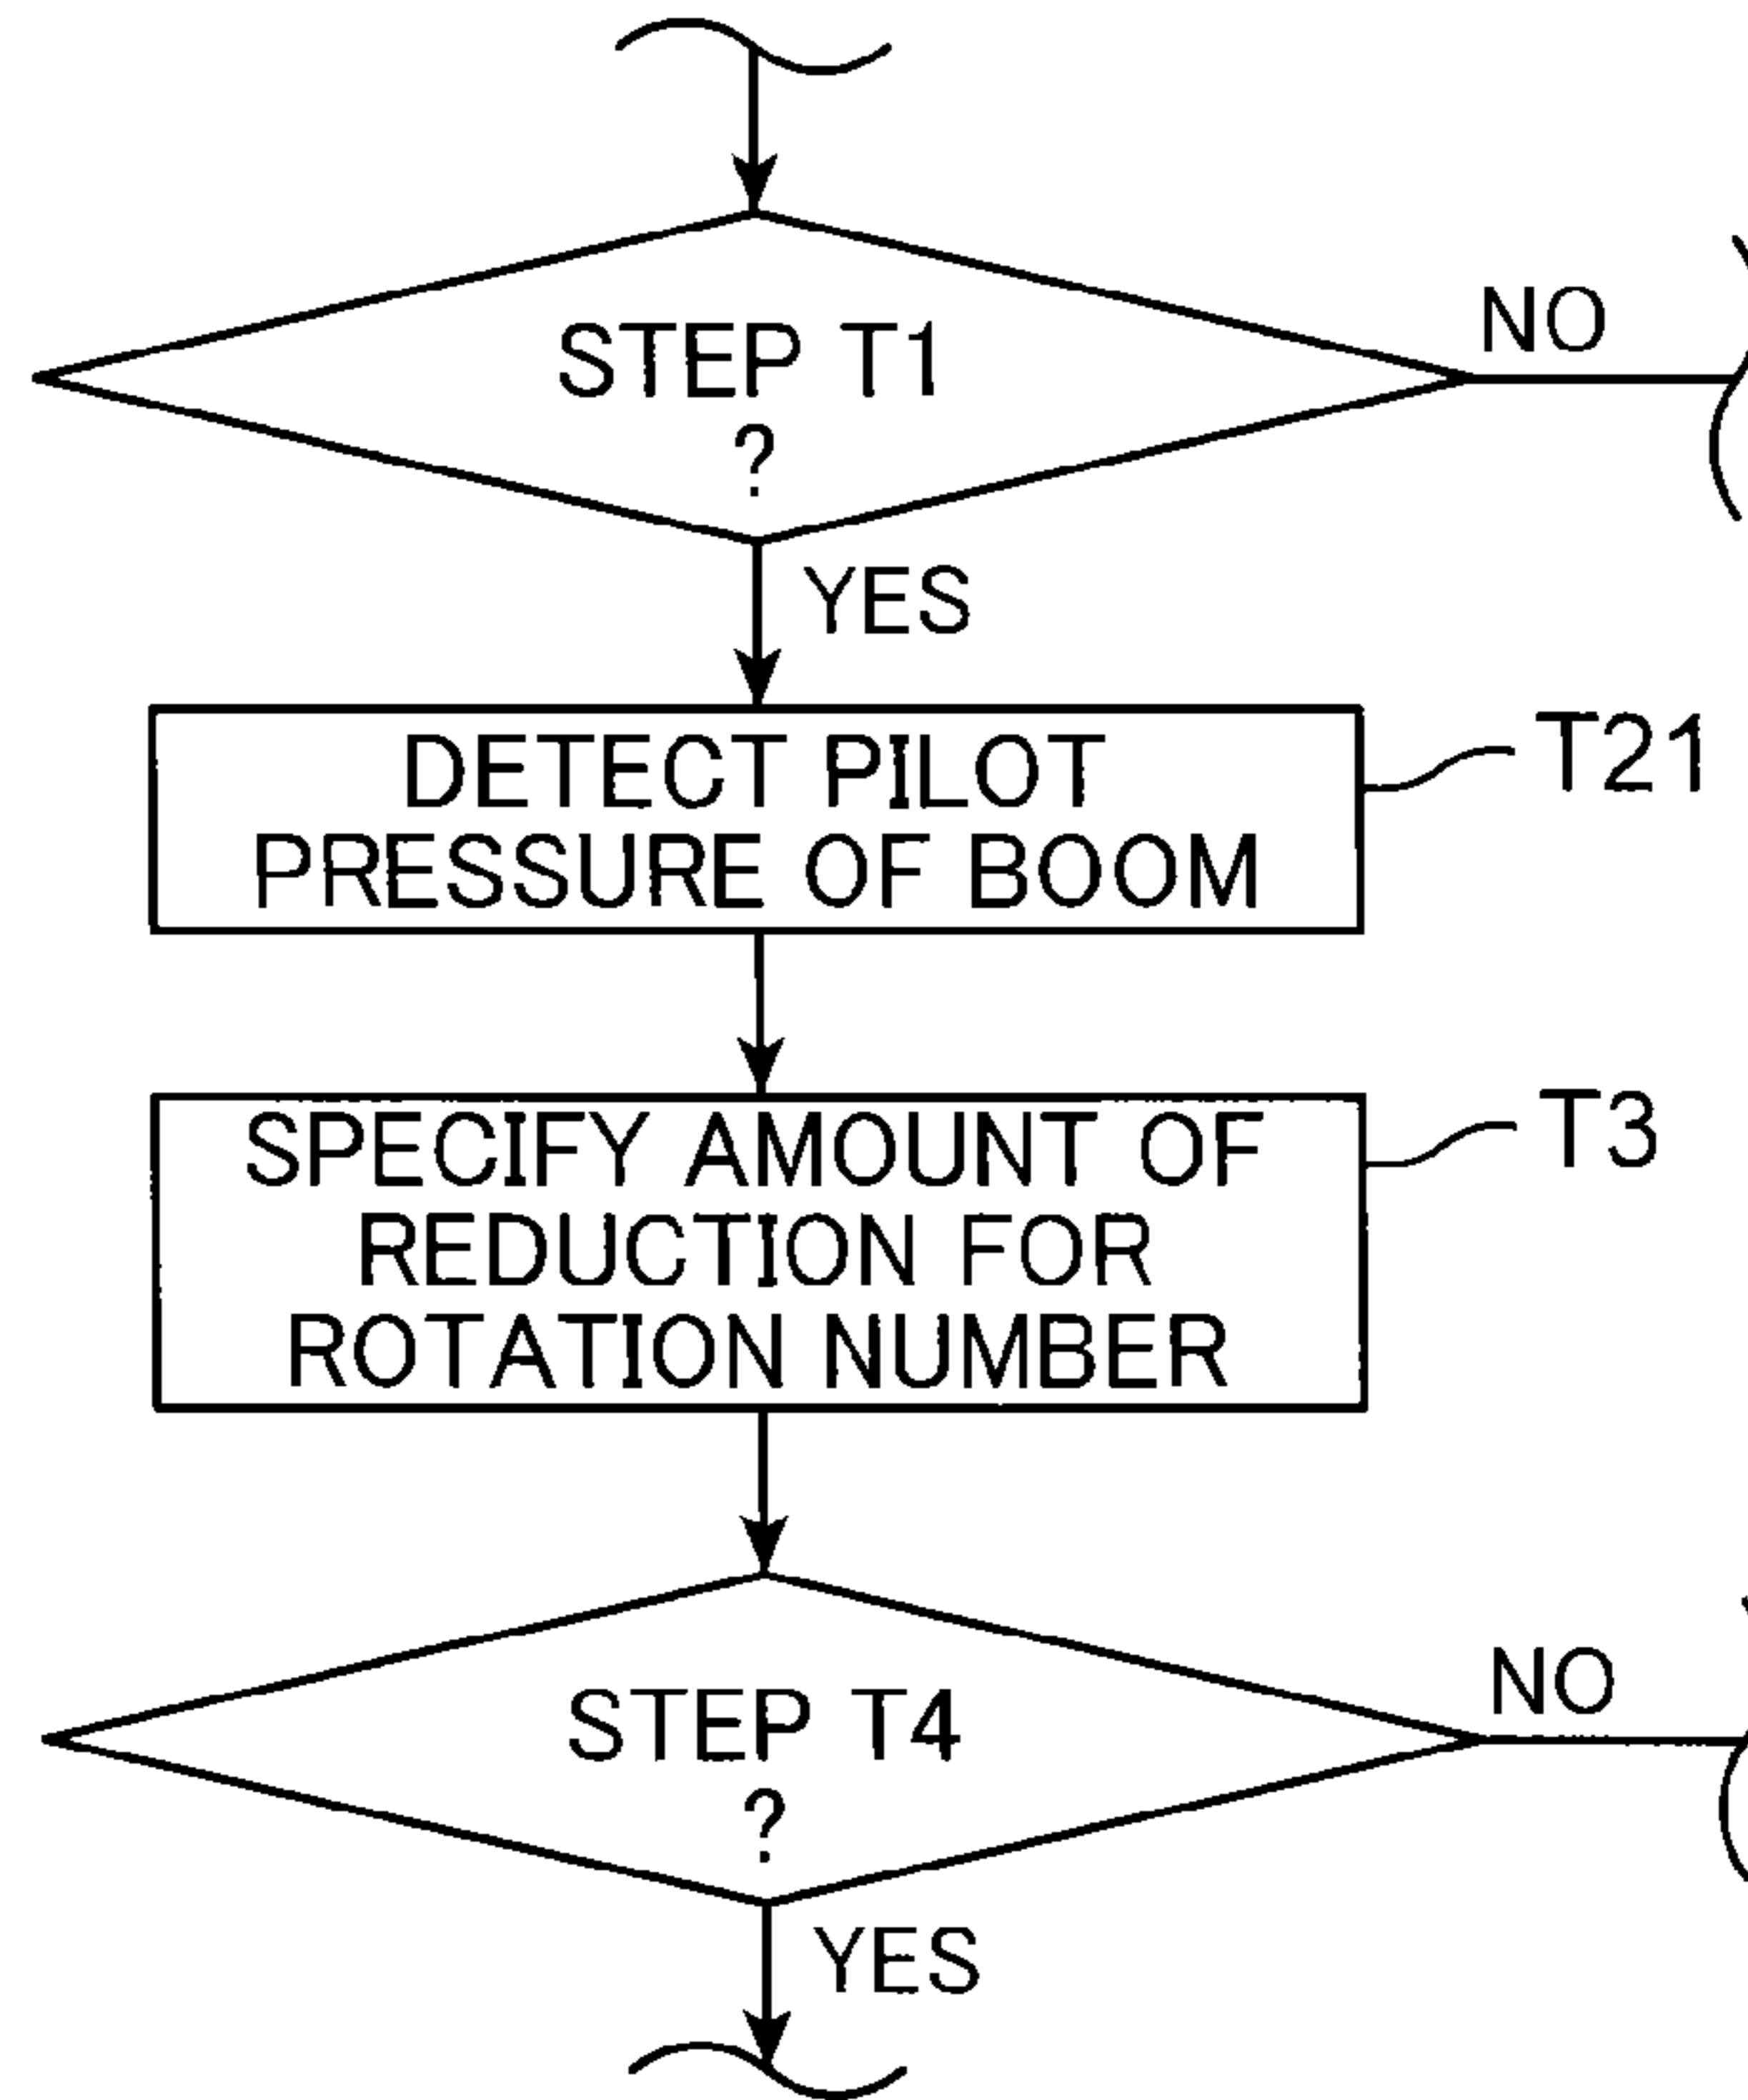 STEP T1
?
NO
YES
DETECT PILOT
PRESSURE OF BOOM
T21
SPECIFY AMOUNT OF
REDUCTION FOR
ROTATION NUMBER
T3
STEP T4
?
NO
YES